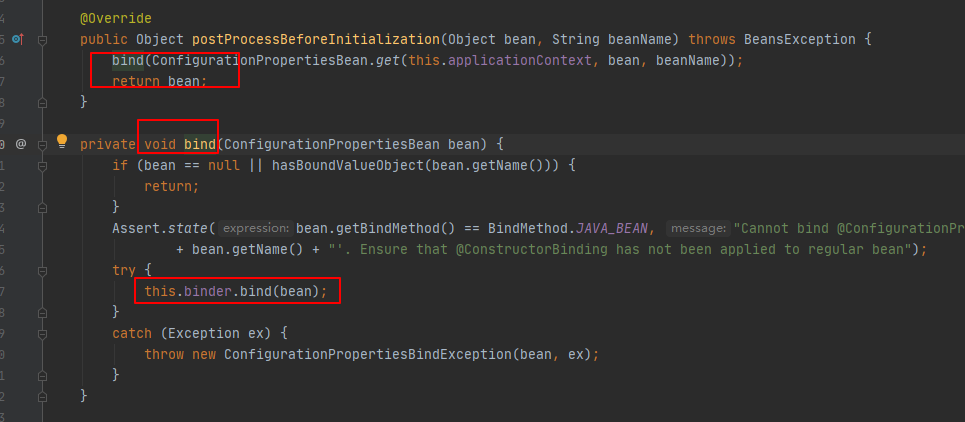 @Override
public Object postProcessBeforeInitialization(Object bean, String beanName) throws BeansException {
bind(ConfigurationPropertiesBean.get(this.applicationContext, bean, beanName));
return bean;
}
private void bind(ConfigurationPropertiesBean bean) {
if (bean == null || hasBoundValueObject(bean.getName())) {
return;
}
Assert.state( expression: bean.getBindMethod() == BindMethod.JAVA_BEAN, message: "Cannot bind @ConfigurationPr
+ bean.getName() + "'. Ensure that @ConstructorBinding has not been applied to regular bean");
try {
this.binder.bind(bean);
}
catch (Exception ex) {
throw new ConfigurationPropertiesBindException(bean, ex);
}
}